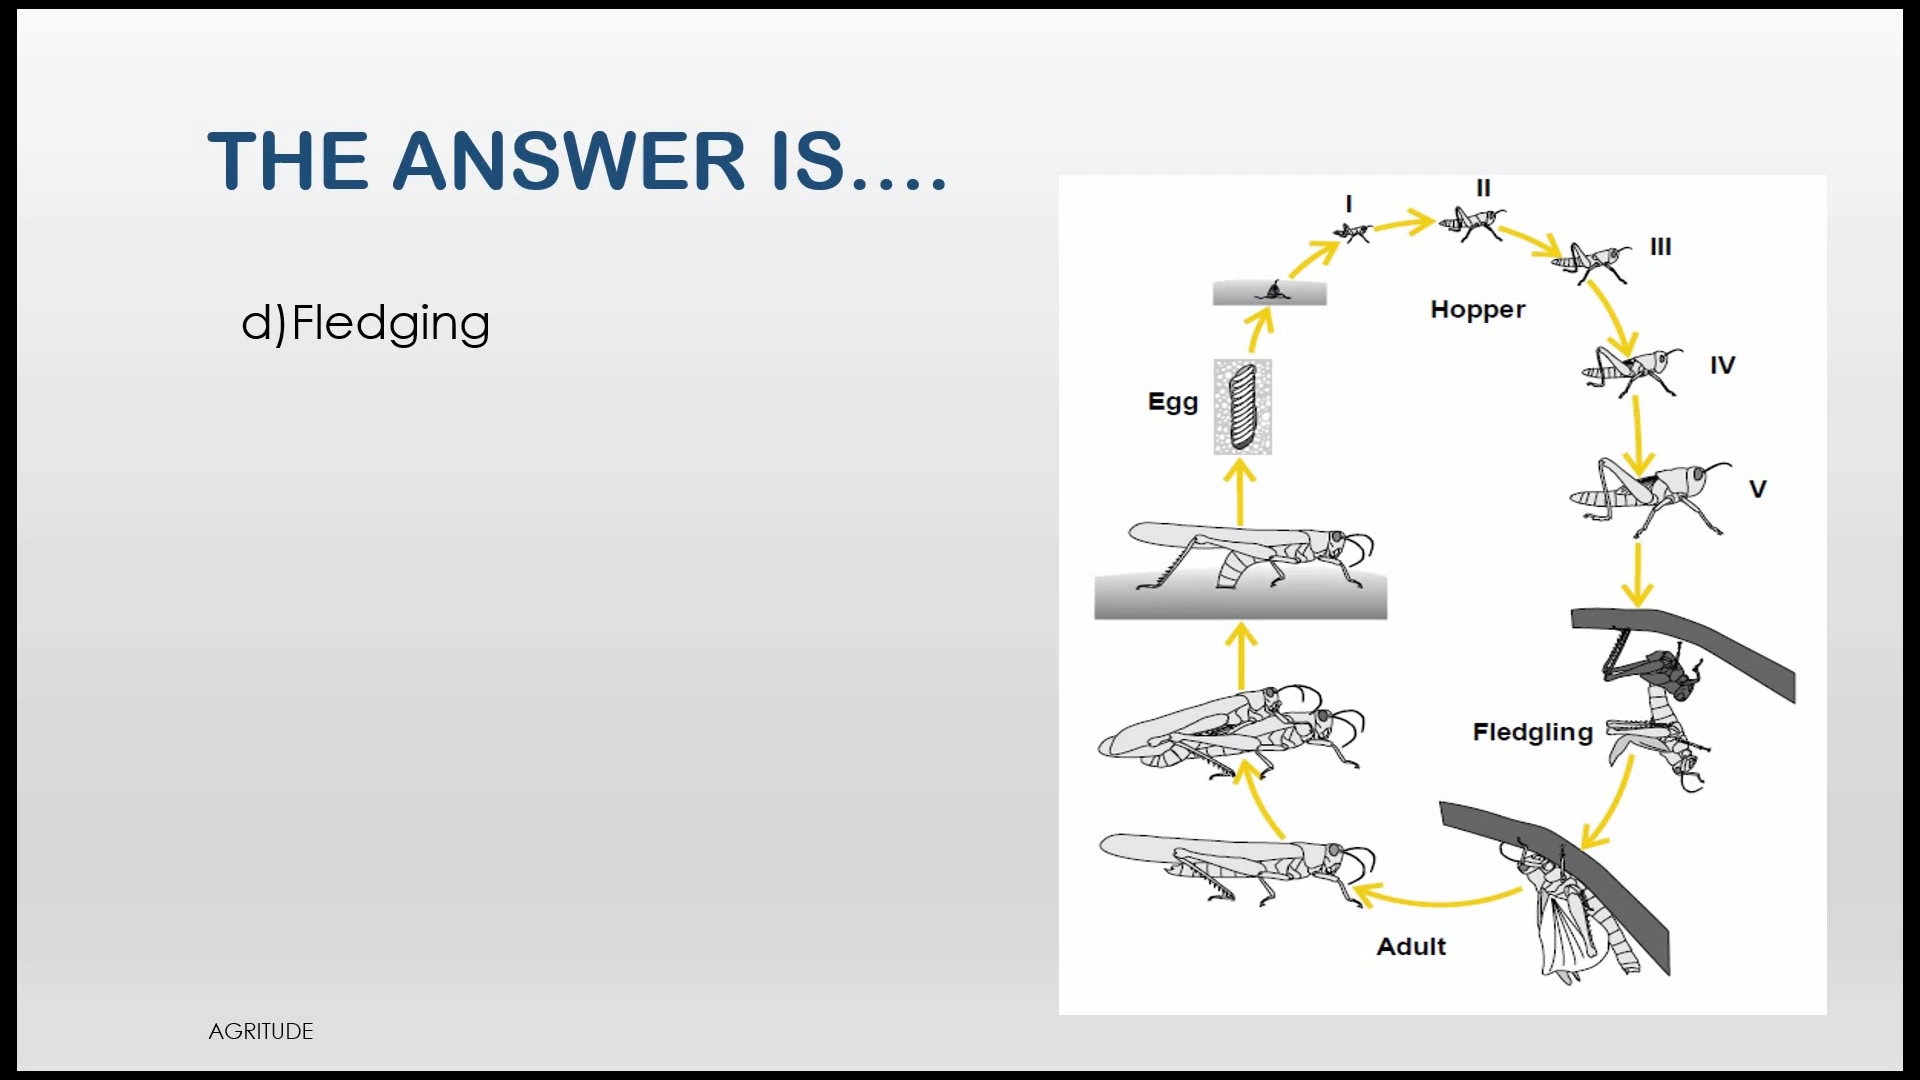 THE ANSWER IS....
d)Fledging
I
II
III
Hopper
IV
Egg
V
Fledgling
Adult
AGRITUDE